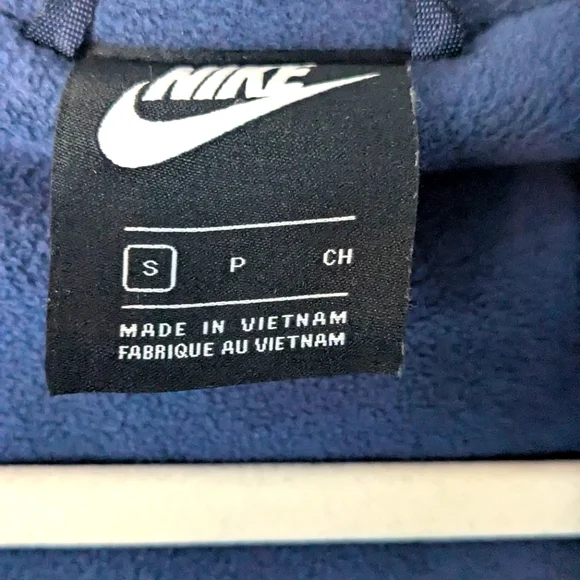 NIKE
S P CH
MADE IN VIETNAM
FABRIQUE AU VIETNAM